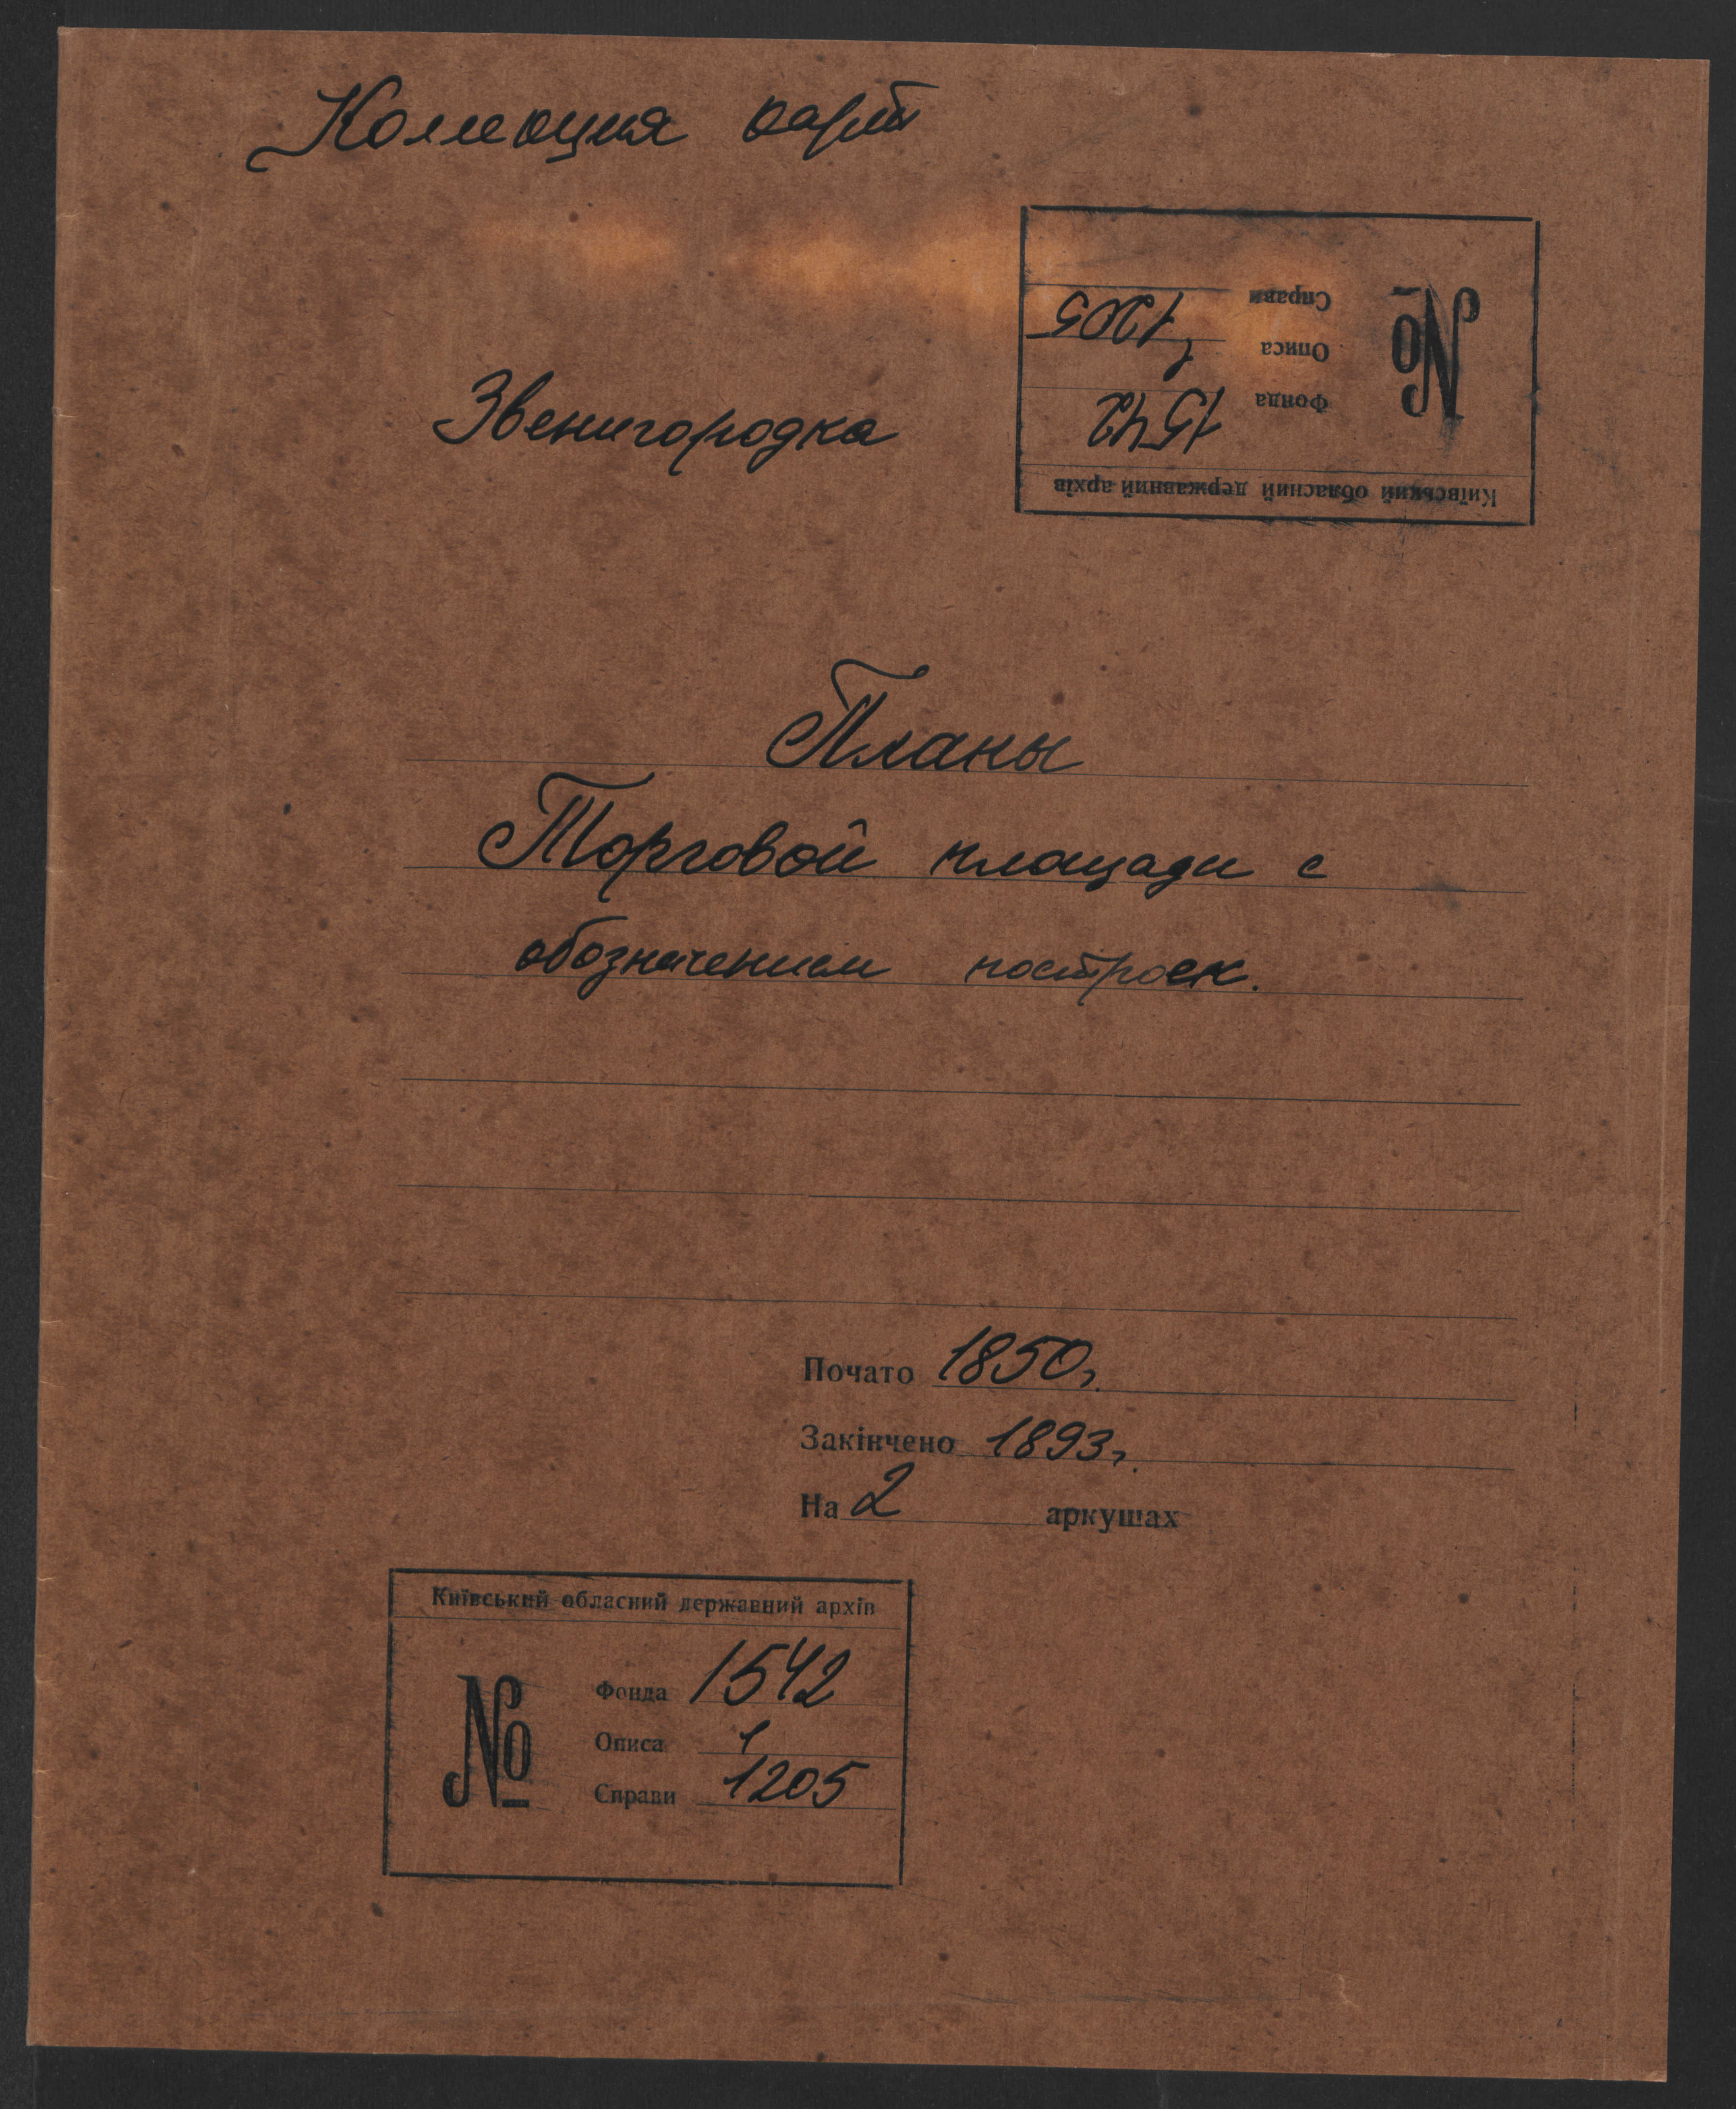 Коллекция карт
Київський обласний державний архів
№
Фонда 1542
Описа 1
Справи 1205
Звенигородка
Планы
Торговой площади с
обозначением построек.
Почато 1850 г.
Закінчено 1893 г.
На 2 аркушах
Київський обласний державний архів
№
Фонда 1542
Описа 1
Справи 1205